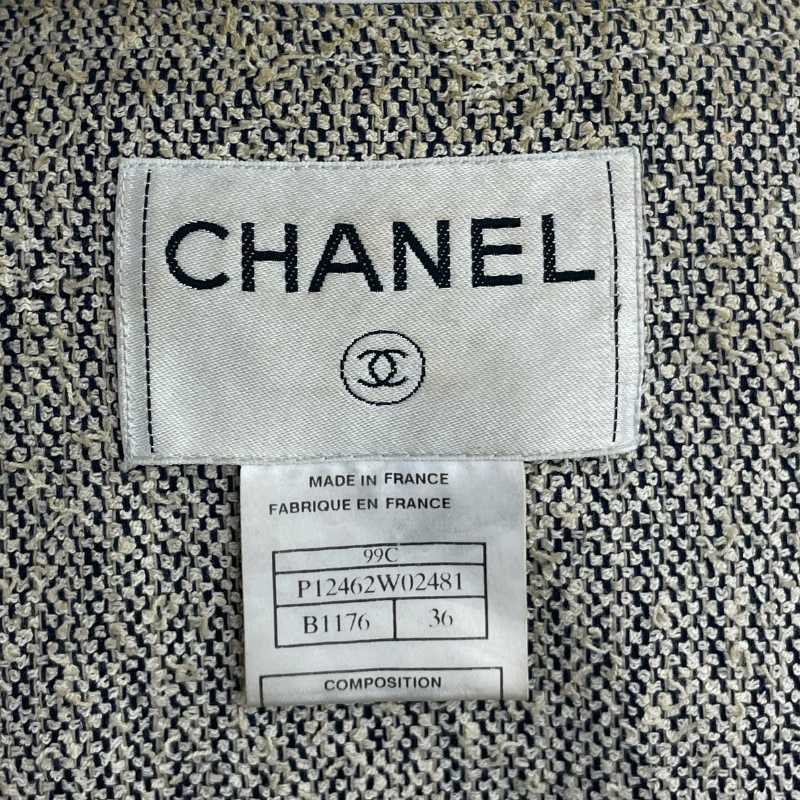 CHANEL
MADE IN FRANCE
FABRIQUE EN FRANCE
99C
P12462W02481
B1176 36
COMPOSITION